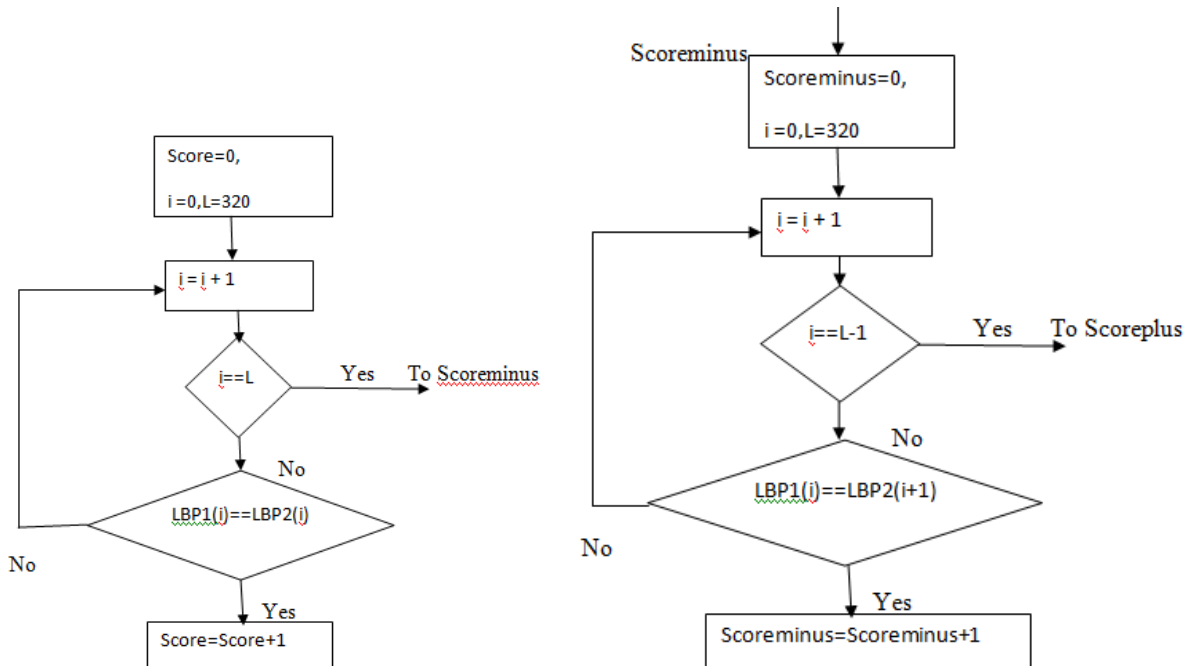 Score=0,
i =0,L=320
i = i + 1
i==L
Yes
To Scoreminus
No
LBP1(i)==LBP2(i)
No
Yes
Score=Score+1
Scoreminus
Scoreminus=0,
i =0,L=320
i = i + 1
i==L-1
Yes
To Scoreplus
No
LBP1(i)==LBP2(i+1)
No
Yes
Scoreminus=Scoreminus+1